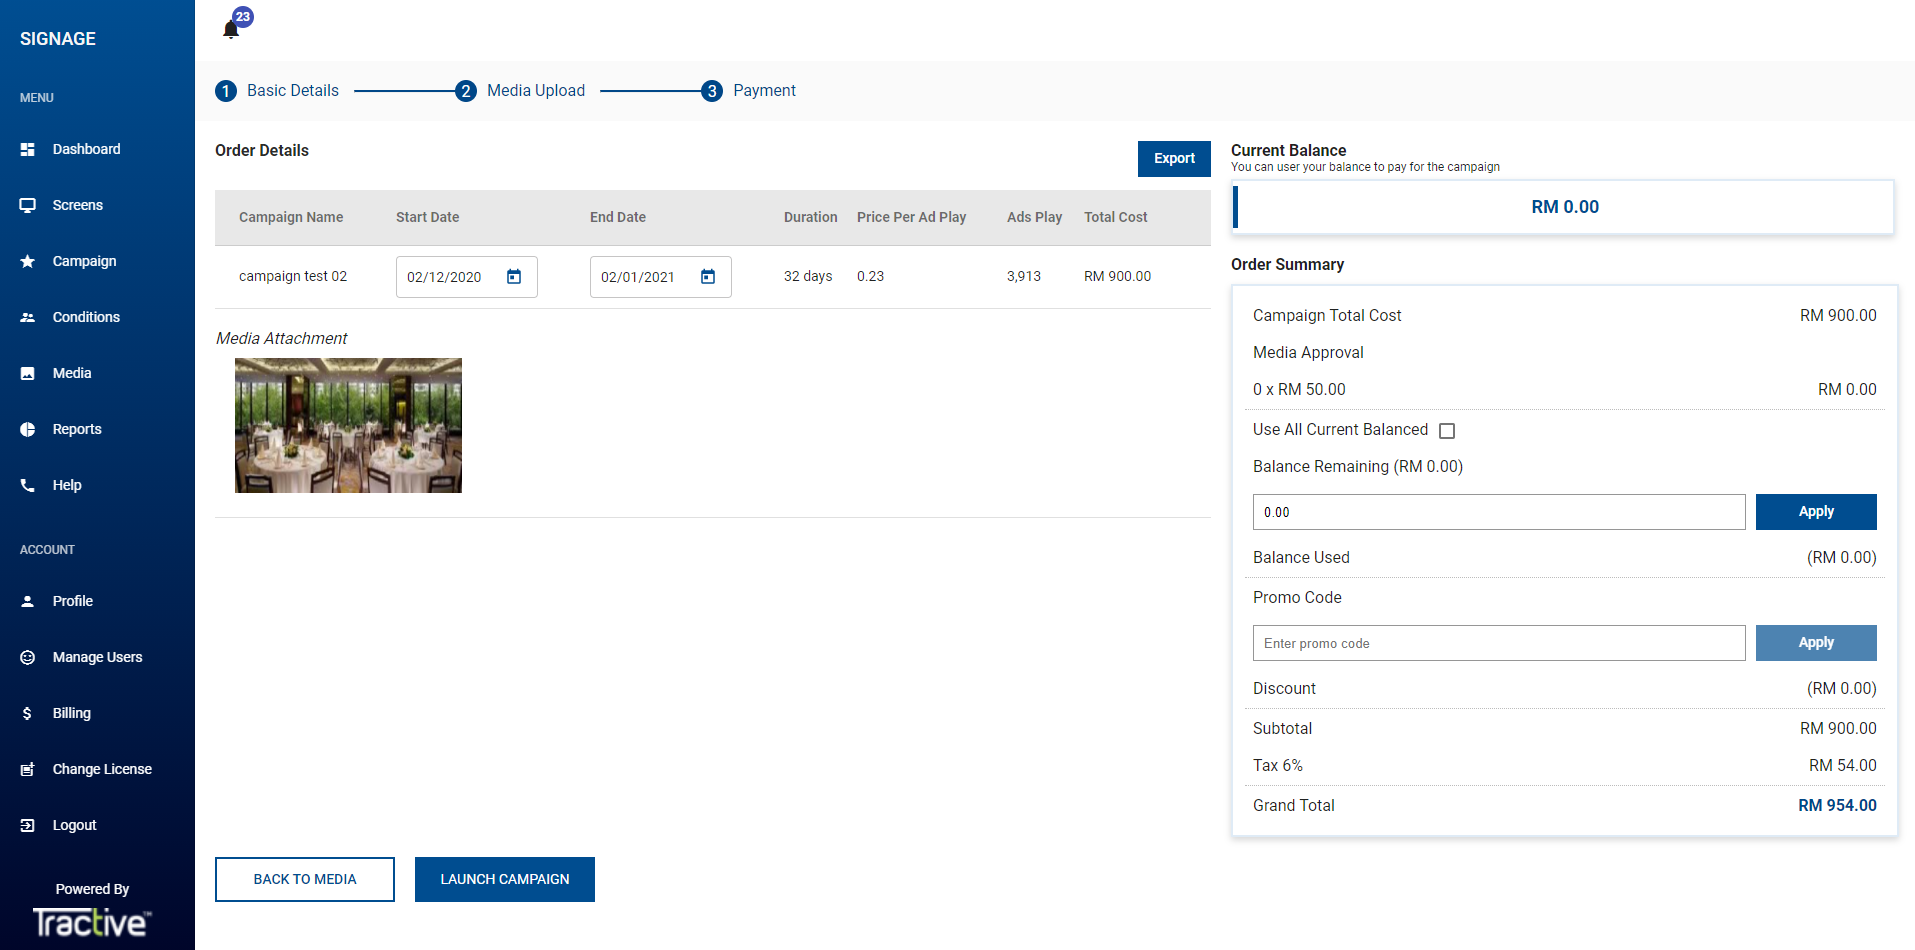 SIGNAGE
23
MENU
Dashboard
Screens
Campaign
Conditions
Media
Reports
Help
ACCOUNT
Profile
Manage Users
Billing
Change License
Logout
Powered By
Tractive™
1 Basic Details
2 Media Upload
3 Payment
Order Details
Export
Campaign Name Start Date End Date Duration Price Per Ad Play Ads Play Total Cost
campaign test 02 02/12/2020 02/01/2021 32 days 0.23 3,913 RM 900.00
Media Attachment
BACK TO MEDIA
LAUNCH CAMPAIGN
Current Balance
You can user your balance to pay for the campaign
RM 0.00
Order Summary
Campaign Total Cost RM 900.00
Media Approval
0 x RM 50.00 RM 0.00
Use All Current Balanced
Balance Remaining (RM 0.00)
0.00 Apply
Balance Used (RM 0.00)
Promo Code
Enter promo code Apply
Discount (RM 0.00)
Subtotal RM 900.00
Tax 6% RM 54.00
Grand Total RM 954.00